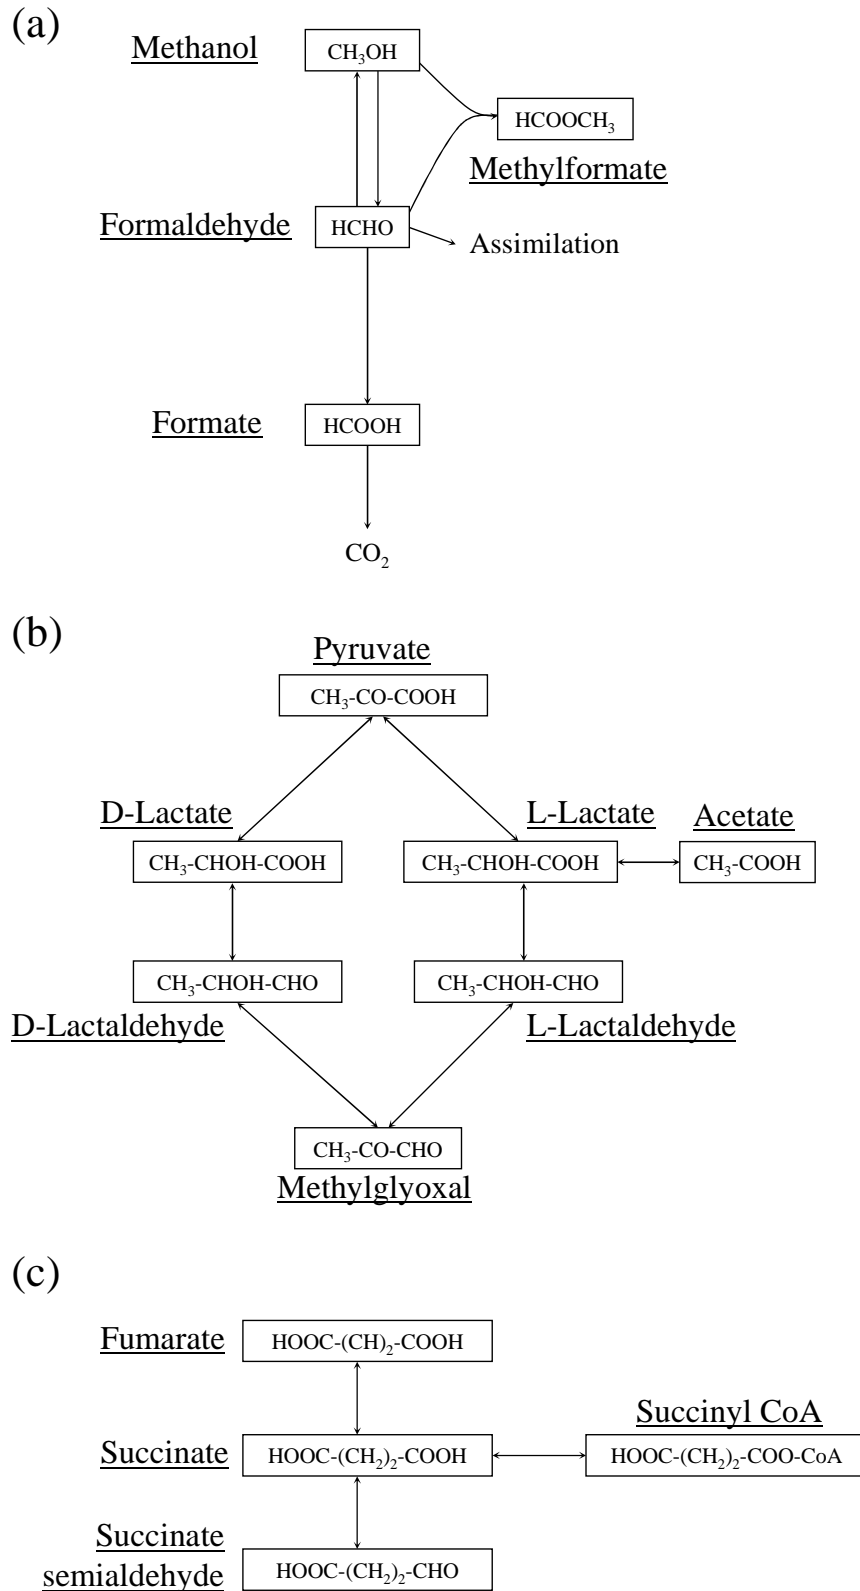 (a)
Methanol
CH₃OH
HCOOCH₃
Methylformate
Formaldehyde
HCHO
Assimilation
Formate
HCOOH
CO₂
(b)
Pyruvate
CH₃-CO-COOH
D-Lactate
L-Lactate
Acetate
CH₃-CHOH-COOH
CH₃-CHOH-COOH
CH₃-COOH
CH₃-CHOH-CHO
CH₃-CHOH-CHO
D-Lactaldehyde
L-Lactaldehyde
CH₃-CO-CHO
Methylglyoxal
(c)
Fumarate
HOOC-(CH)₂-COOH
Succinyl CoA
Succinate
HOOC-(CH₂)₂-COOH
HOOC-(CH₂)₂-COO-CoA
Succinate
semialdehyde
HOOC-(CH₂)₂-CHO